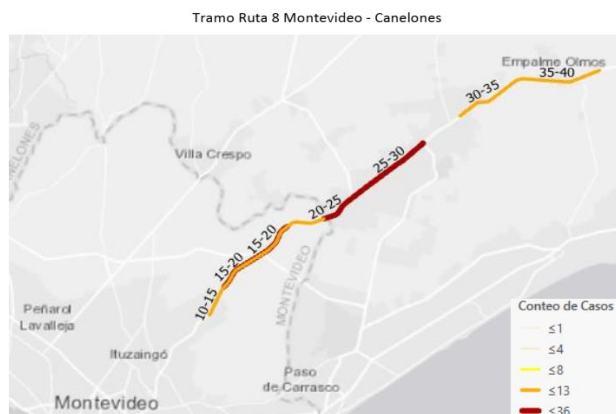 Tramo Ruta 8 Montevideo - Canelones
Empalme Olmos
35-40
30-35
CANELONES
Villa Crespo
25-30
20-25
15-20
15-20
MONTEVIDEO
10-15
Peñarol
Lavalleja
Ituzaingó
Paso
de Carrasco
Montevideo
Conteo de Casos
≤1
≤4
≤8
≤13
≤36